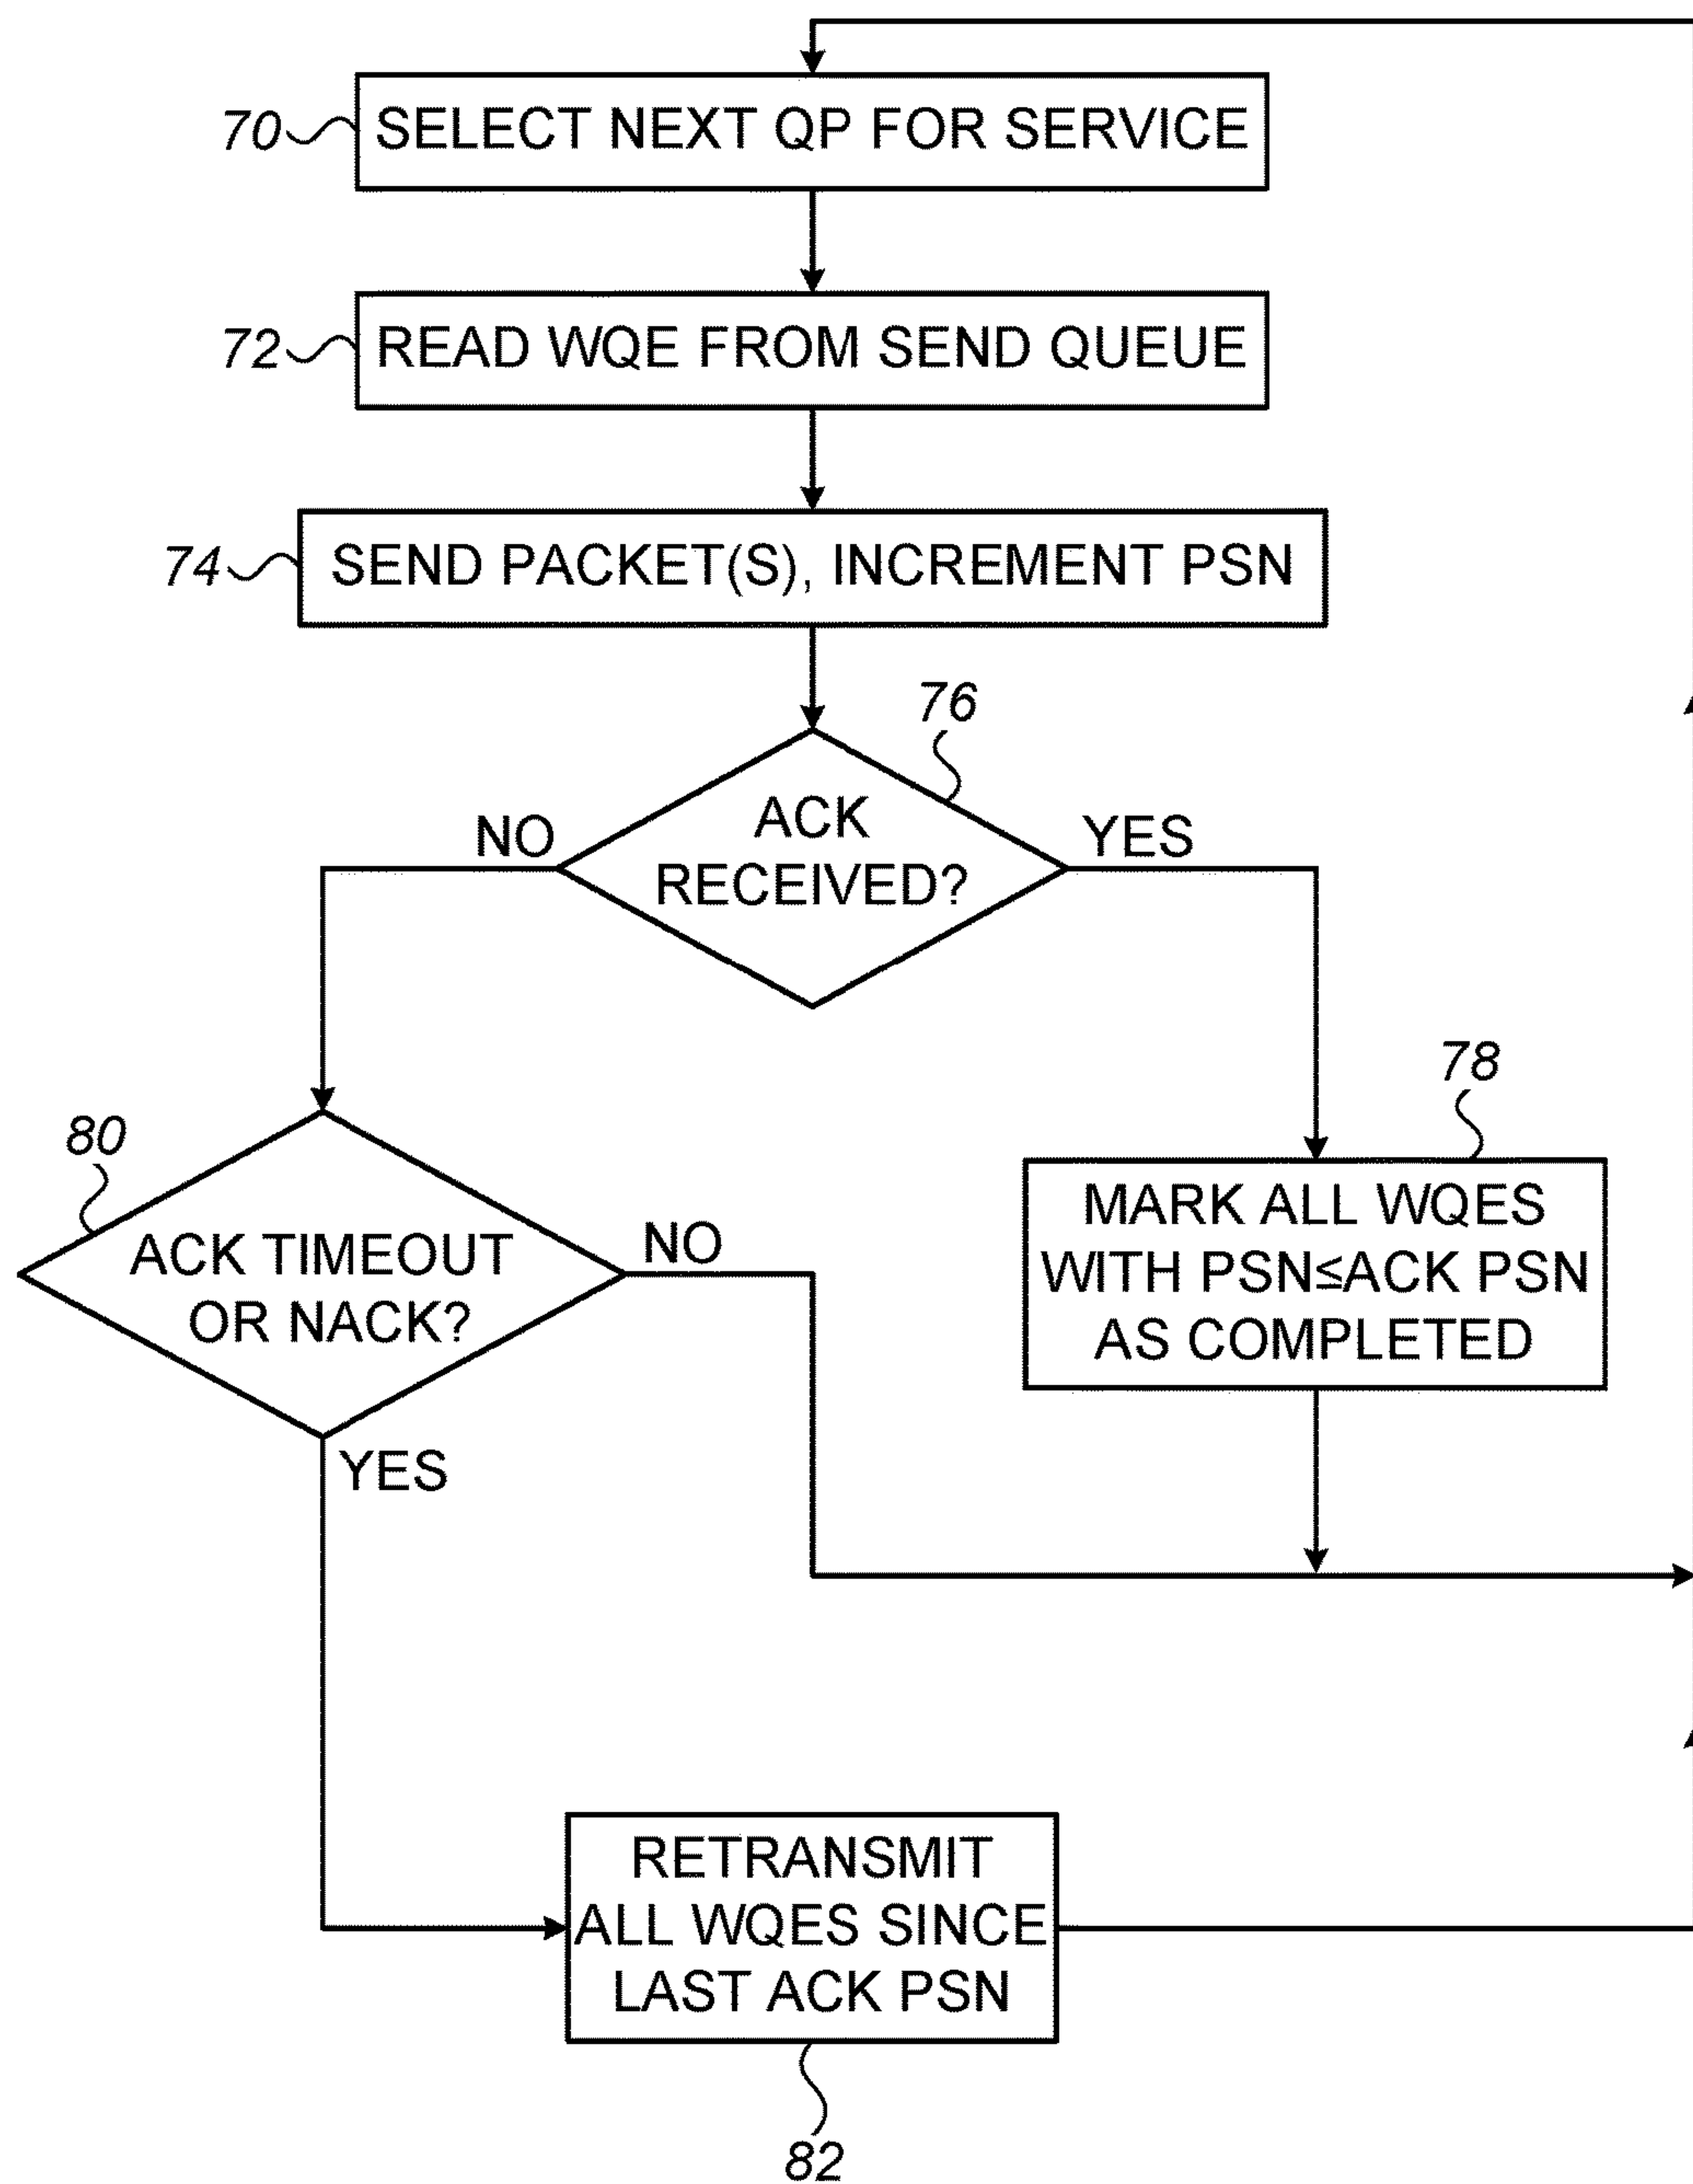 70
SELECT NEXT QP FOR SERVICE
72
READ WQE FROM SEND QUEUE
74
SEND PACKET(S), INCREMENT PSN
76
ACK
RECEIVED?
NO
YES
78
MARK ALL WQES
WITH PSN≤ACK PSN
AS COMPLETED
80
ACK TIMEOUT
OR NACK?
NO
YES
RETRANSMIT
ALL WQES SINCE
LAST ACK PSN
82